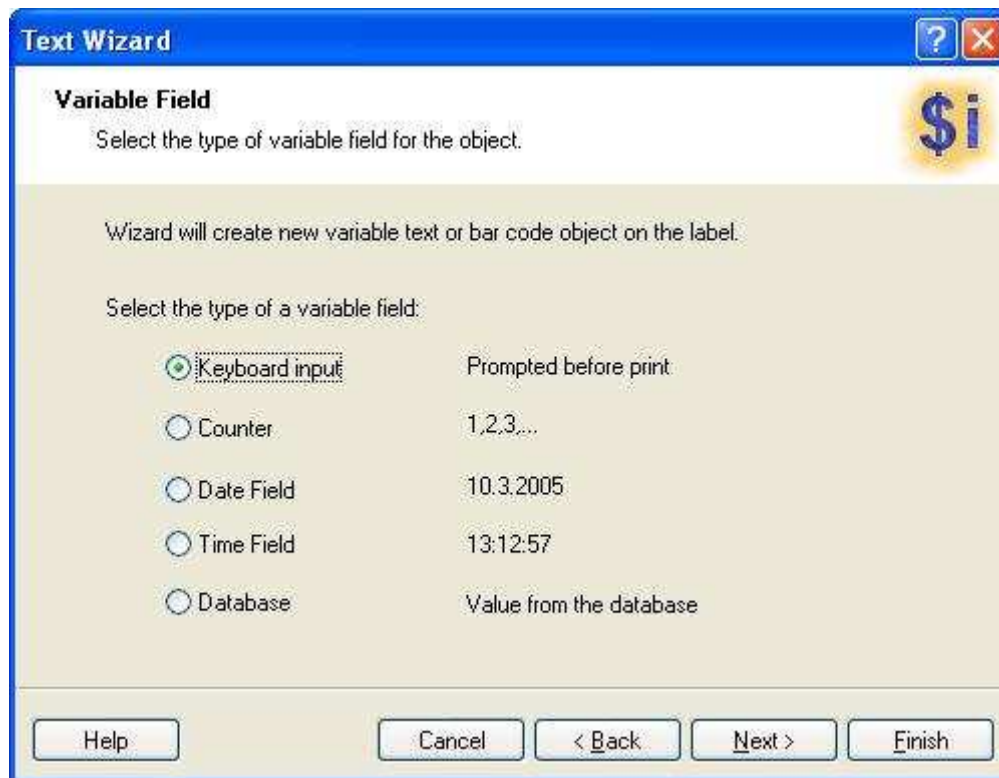 Text Wizard
?
Variable Field
Select the type of variable field for the object.
$i
Wizard will create new variable text or bar code object on the label.
Select the type of a variable field:
Keyboard input Prompted before print
Counter 1,2,3,...
Date Field 10.3.2005
Time Field 13:12:57
Database Value from the database
Help Cancel < Back Next > Finish